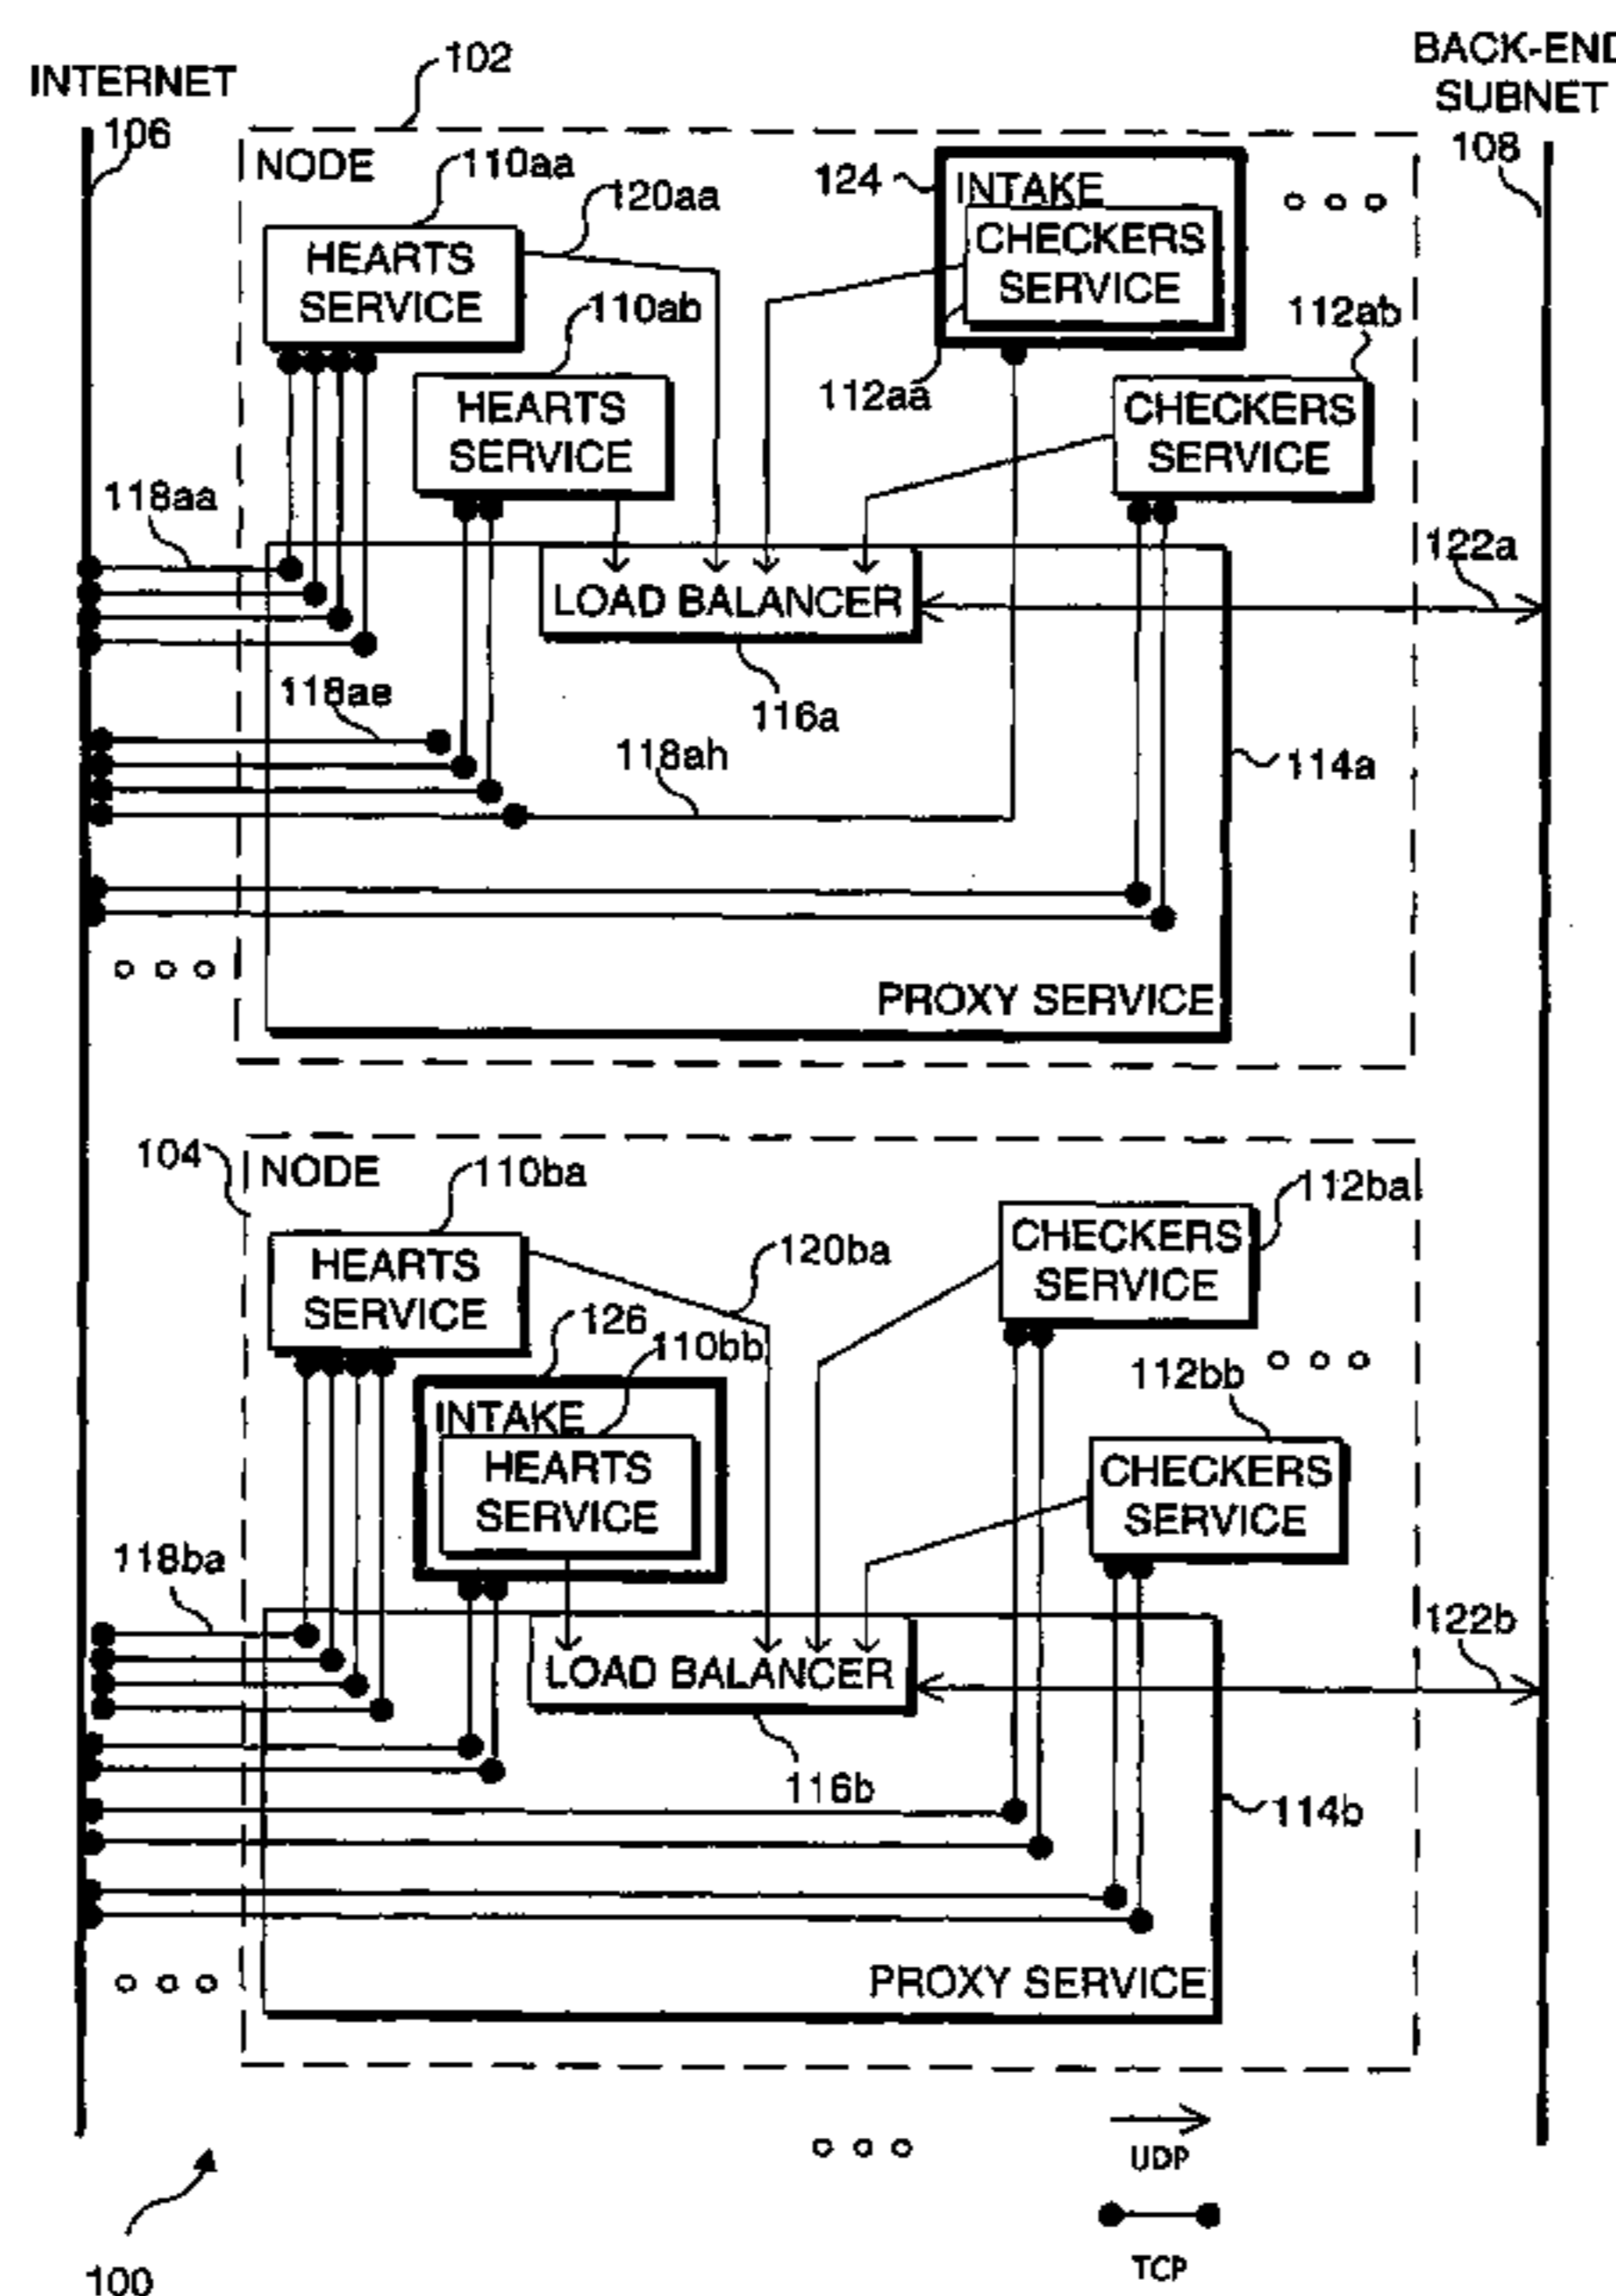 INTERNET
106
102
BACK-END
SUBNET
108
NODE
110aa
120aa
124
INTAKE
CHECKERS
SERVICE
HEARTS
SERVICE
110ab
112ab
112aa
HEARTS
SERVICE
CHECKERS
SERVICE
118aa
122a
LOAD BALANCER
118ae
116a
118ah
114a
PROXY SERVICE
104
NODE
110ba
112ba
HEARTS
SERVICE
120ba
CHECKERS
SERVICE
126
110bb
112bb
INTAKE
HEARTS
SERVICE
CHECKERS
SERVICE
118ba
122b
LOAD BALANCER
116b
114b
PROXY SERVICE
UDP
TCP
100